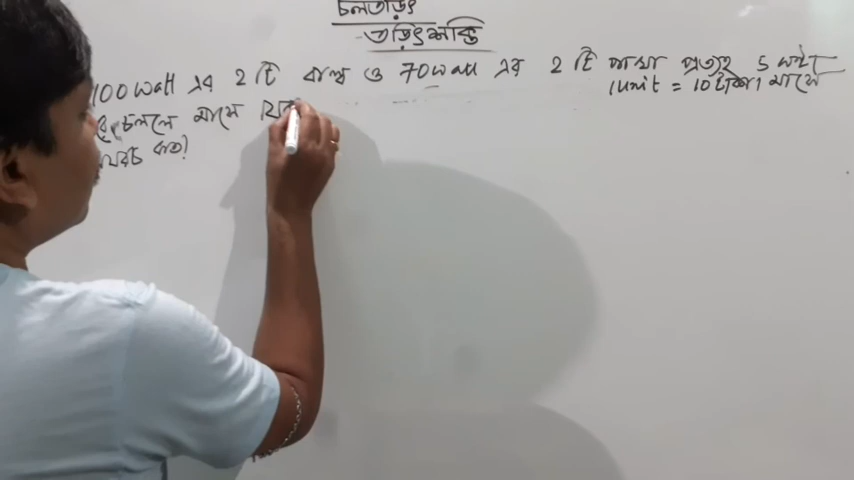 চলতড়িৎ
তড়িৎশক্তি
100 watt এর 2 টি বাল্ব ও 70 watt এর 2 টি পাখা প্রত্যহ 5 ঘন্টা
চললে মাসে 1 unit = 10 টাকা। মাসে
খরচ কত?